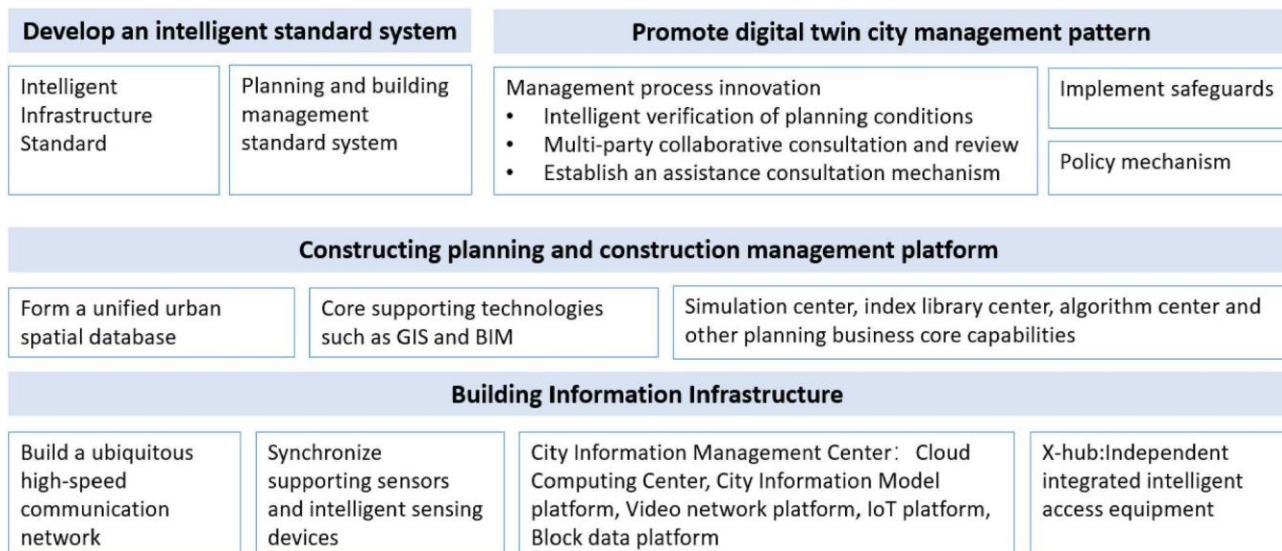 Develop an intelligent standard system
Intelligent
Infrastructure
Standard
Planning and building
management
standard system
Promote digital twin city management pattern
Management process innovation
• Intelligent verification of planning conditions
• Multi-party collaborative consultation and review
• Establish an assistance consultation mechanism
Implement safeguards
Policy mechanism
Constructing planning and construction management platform
Form a unified urban
spatial database
Core supporting technologies
such as GIS and BIM
Simulation center, index library center, algorithm center and
other planning business core capabilities
Building Information Infrastructure
Build a ubiquitous
high-speed
communication
network
Synchronize
supporting sensors
and intelligent sensing
devices
City Information Management Center： Cloud
Computing Center, City Information Model
platform, Video network platform, IoT platform,
Block data platform
X-hub:Independent
integrated intelligent
access equipment